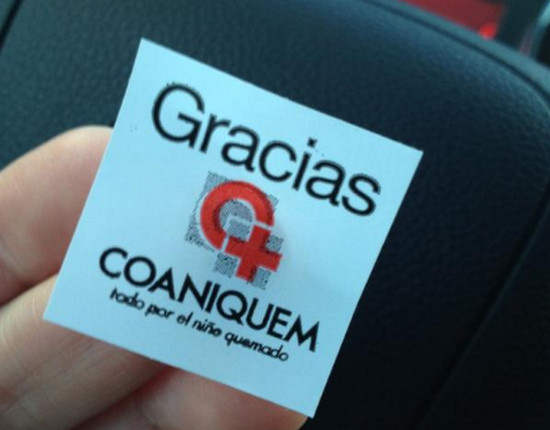 Gracias
COANIQUEM
todo por el niño quemado